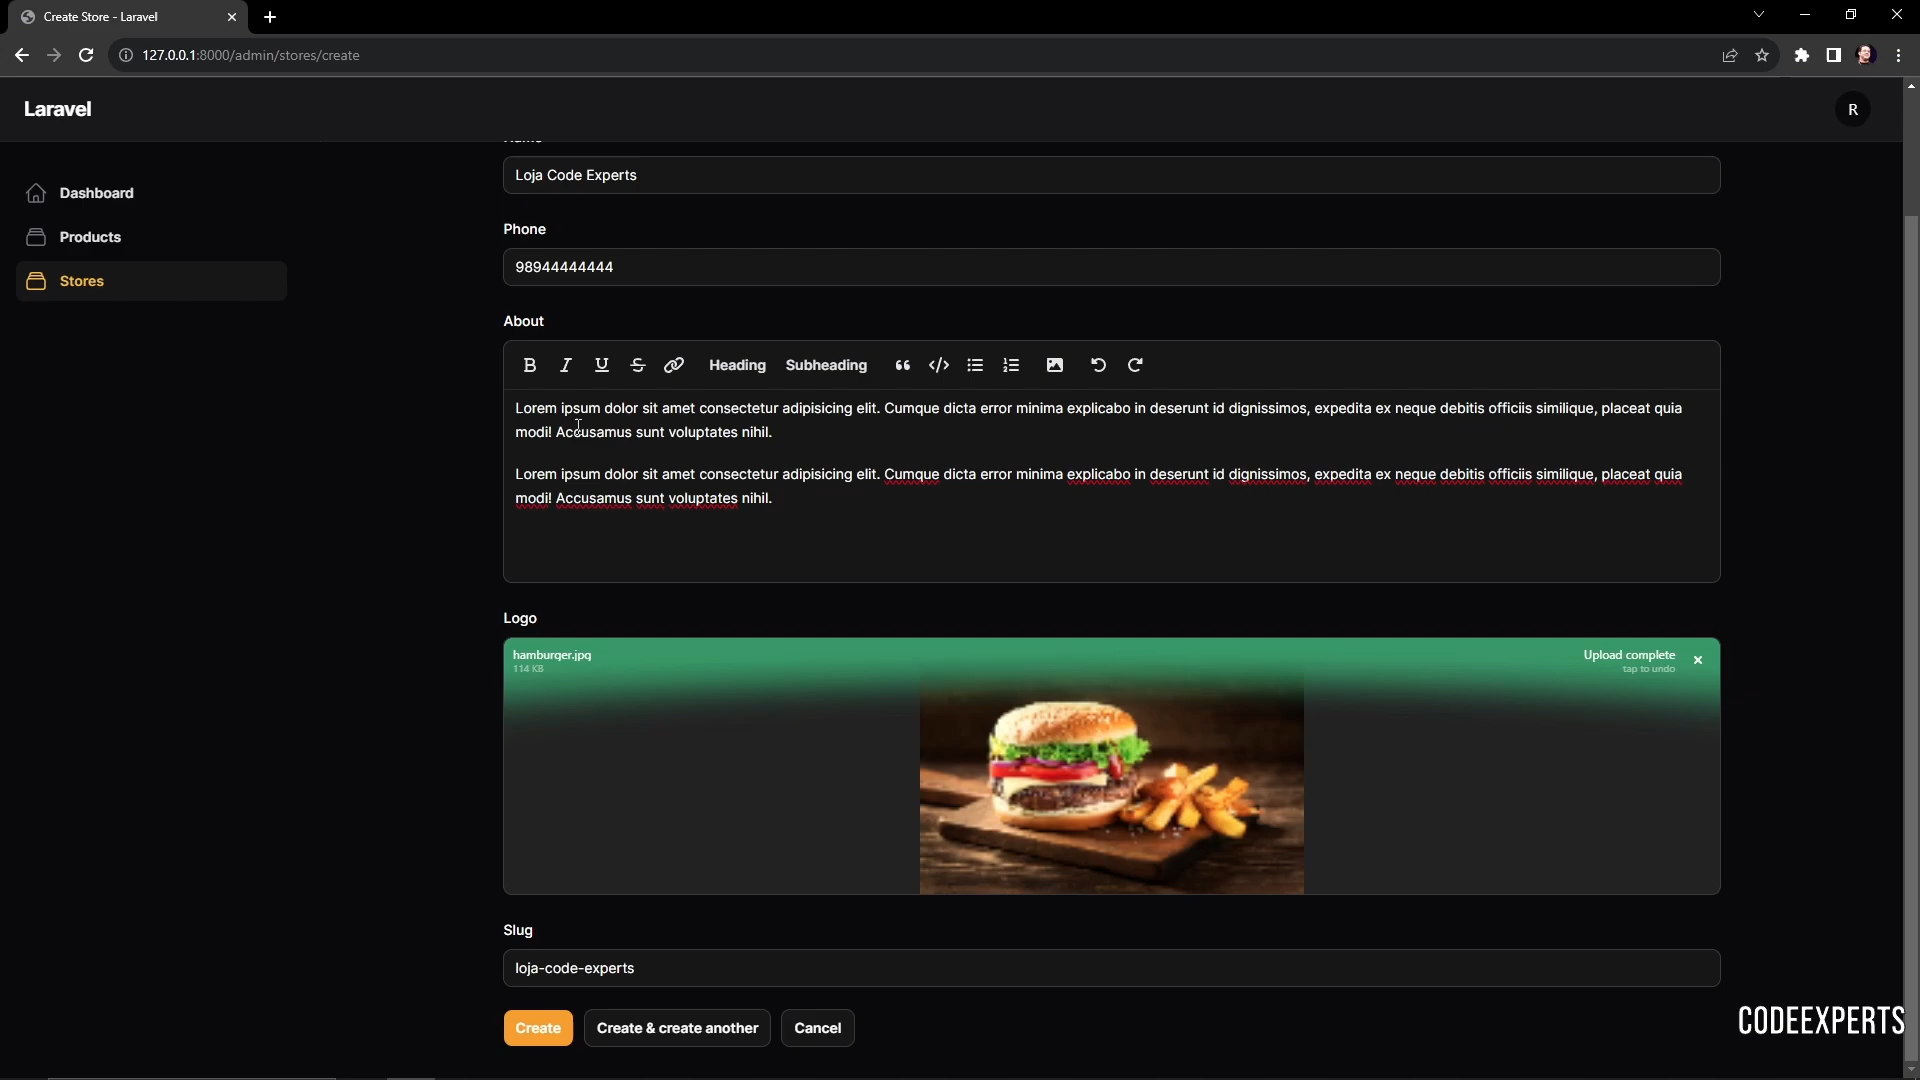 Create Store - Laravel
127.0.0.1:8000/admin/stores/create
Laravel
R
Dashboard
Products
Stores
Loja Code Experts
Phone
98944444444
About
B I U S Heading Subheading
Lorem ipsum dolor sit amet consectetur adipisicing elit. Cumque dicta error minima explicabo in deserunt id dignissimos, expedita ex neque debitis officiis similique, placeat quia
modi! Accusamus sunt voluptates nihil.
Lorem ipsum dolor sit amet consectetur adipisicing elit. Cumque dicta error minima explicabo in deserunt id dignissimos, expedita ex neque debitis officiis similique, placeat quia
modi! Accusamus sunt voluptates nihil.
Logo
hamburger.jpg
114 KB
Upload complete
tap to undo
Slug
loja-code-experts
Create
Create & create another
Cancel
CODEEXPERTS